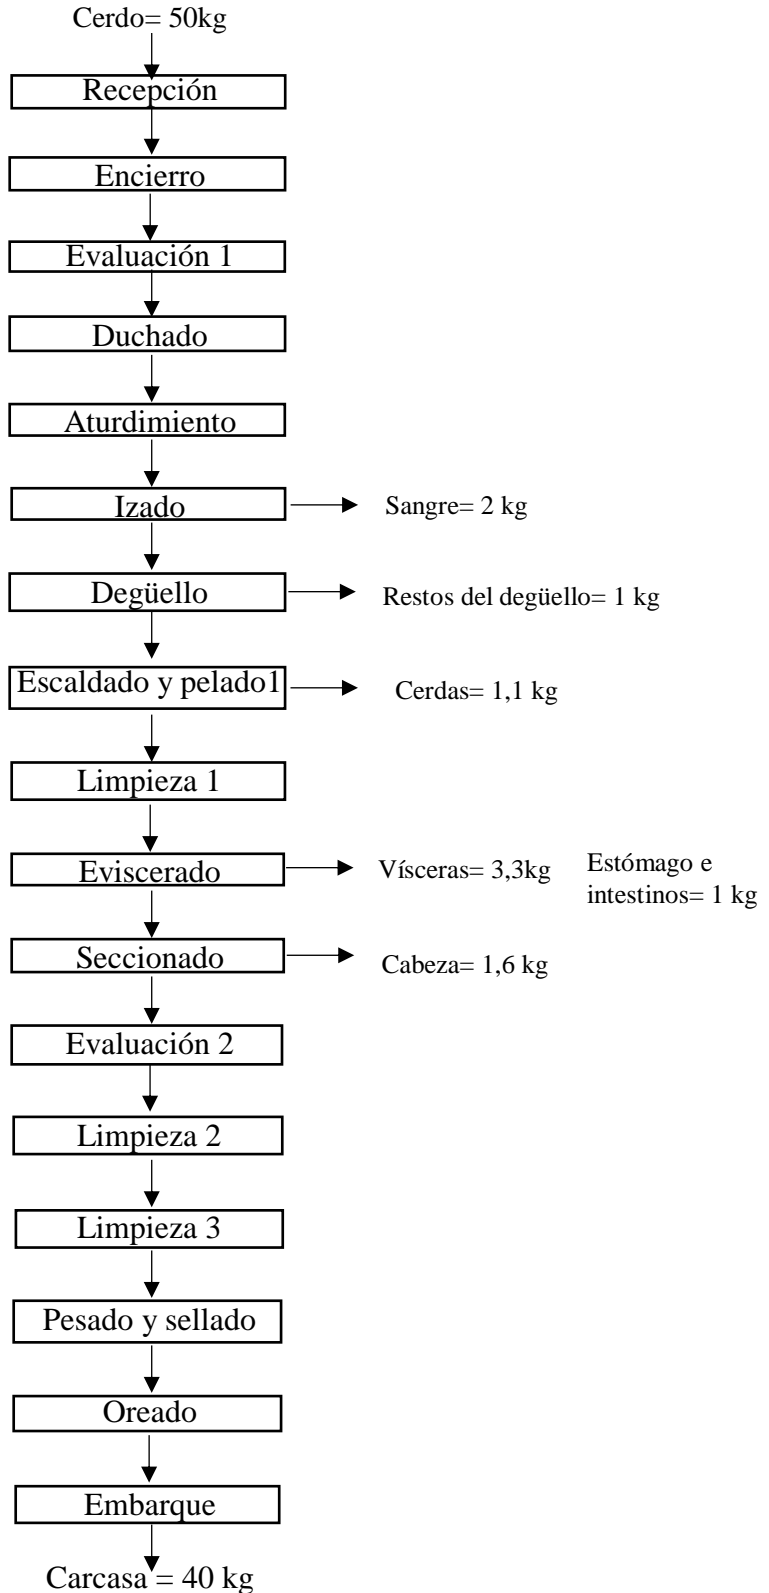 Cerdo= 50kg
Recepción
Encierro
Evaluación 1
Duchado
Aturdimiento
Izado
Sangre= 2 kg
Degüello
Restos del degüello= 1 kg
Escaldado y pelado1
Cerdas= 1,1 kg
Limpieza 1
Eviscerado
Vísceras= 3,3kg
Estómago e
intestinos= 1 kg
Seccionado
Cabeza= 1,6 kg
Evaluación 2
Limpieza 2
Limpieza 3
Pesado y sellado
Oreado
Embarque
Carcasa = 40 kg